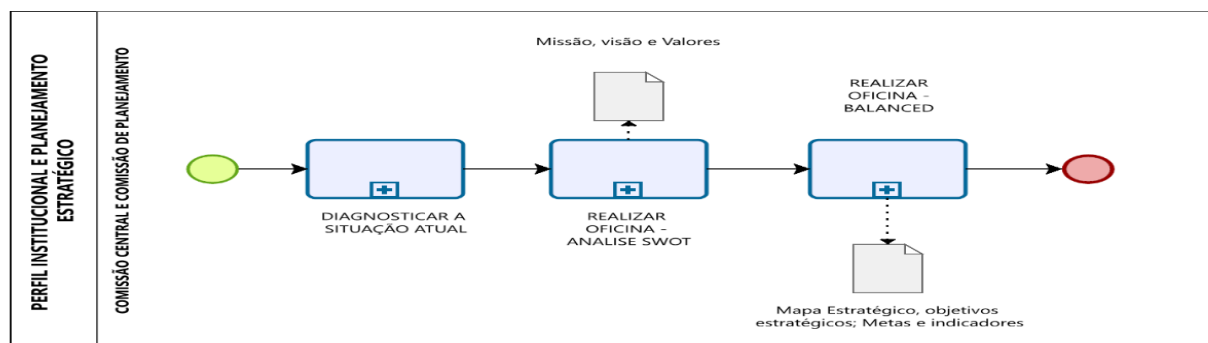 PERFIL INSTITUCIONAL E PLANEJAMENTO
ESTRATÉGICO
COMISSÃO CENTRAL E COMISSÃO DE PLANEJAMENTO
Missão, visão e Valores
REALIZAR
OFICINA -
BALANCED
DIAGNOSTICAR A
SITUAÇÃO ATUAL
REALIZAR
OFICINA -
ANALISE SWOT
Mapa Estratégico, objetivos
estratégicos; Metas e indicadores